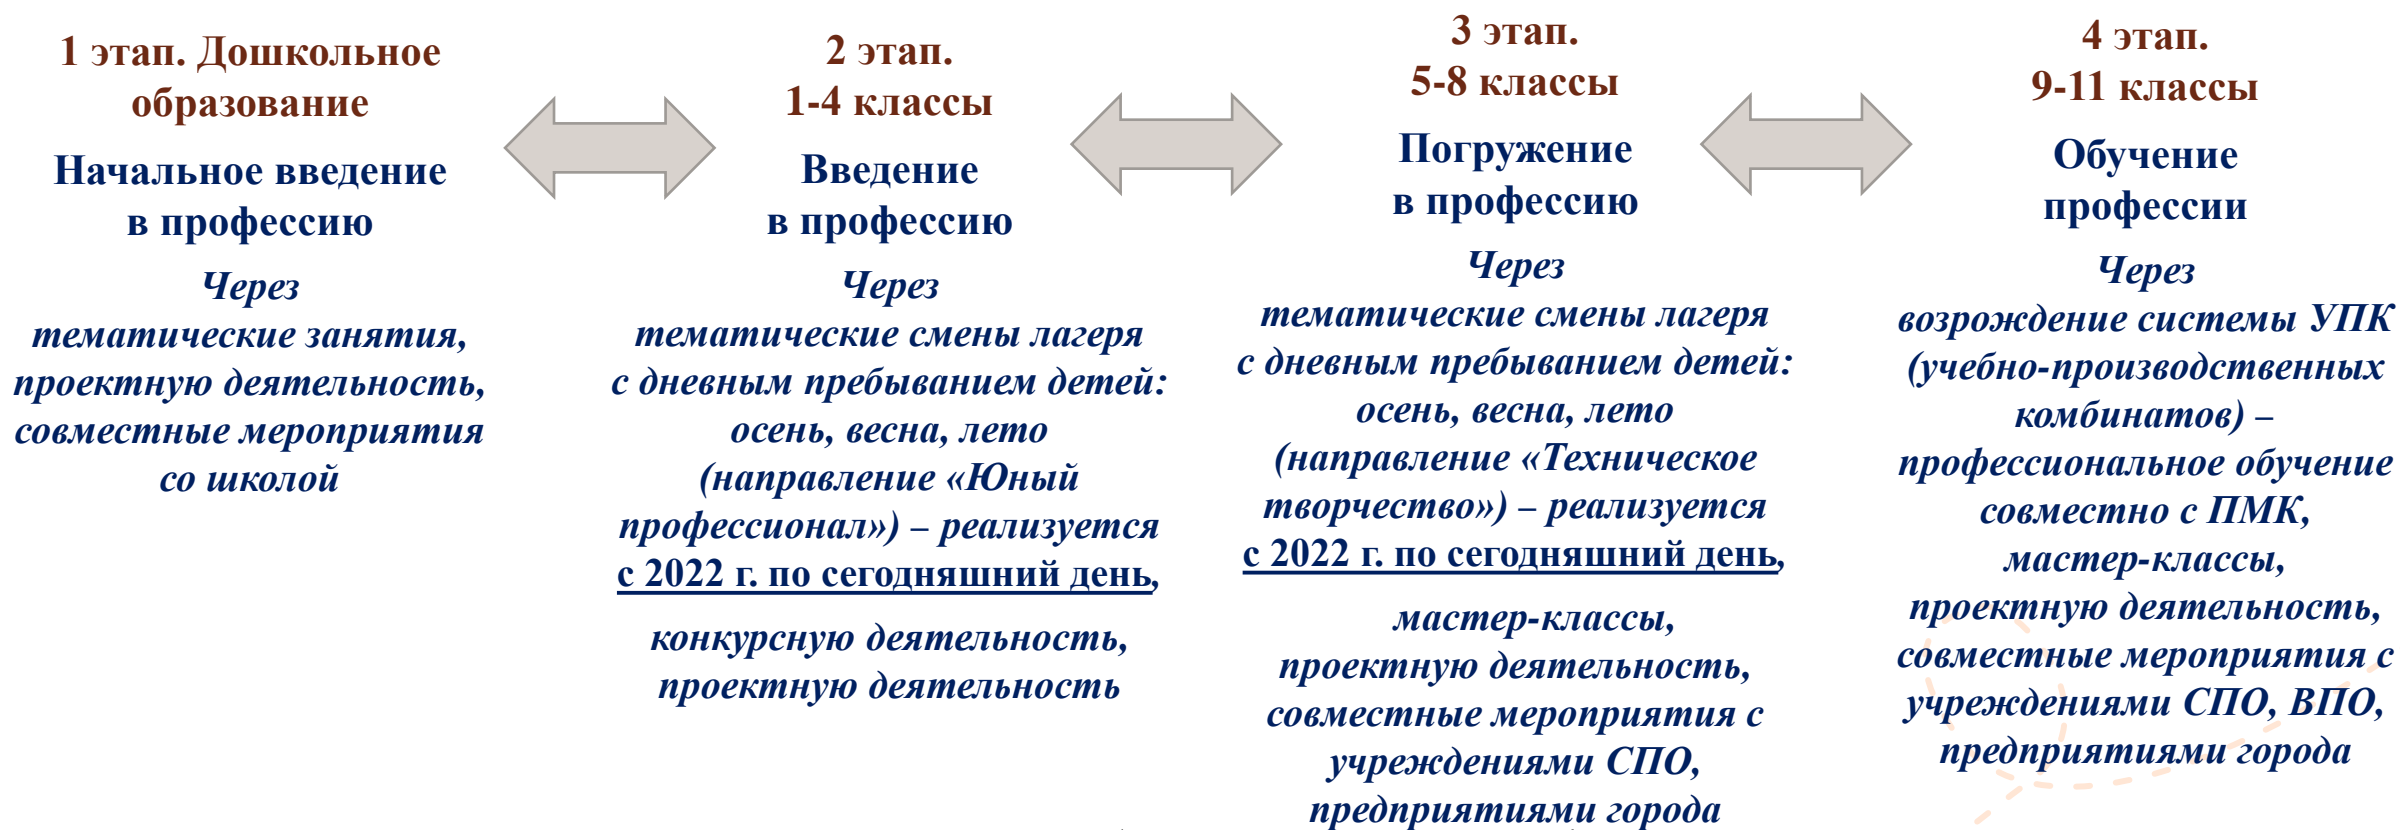 1 этап. Дошкольное
образование
Начальное введение
в профессию
Через
тематические занятия,
проектную деятельность,
совместные мероприятия
со школой
2 этап.
1-4 классы
Введение
в профессию
Через
тематические смены лагеря
с дневным пребыванием детей:
осень, весна, лето
(направление «Юный
профессионал») – реализуется
с 2022 г. по сегодняшний день,
конкурсную деятельность,
проектную деятельность
3 этап.
5-8 классы
Погружение
в профессию
Через
тематические смены лагеря
с дневным пребыванием детей:
осень, весна, лето
(направление «Техническое
творчество») – реализуется
с 2022 г. по сегодняшний день,
мастер-классы,
проектную деятельность,
совместные мероприятия с
учреждениями СПО,
предприятиями города
4 этап.
9-11 классы
Обучение
профессии
Через
возрождение системы УПК
(учебно-производственных
комбинатов) –
профессиональное обучение
совместно с ПМК,
мастер-классы,
проектную деятельность,
совместные мероприятия с
учреждениями СПО, ВПО,
предприятиями города